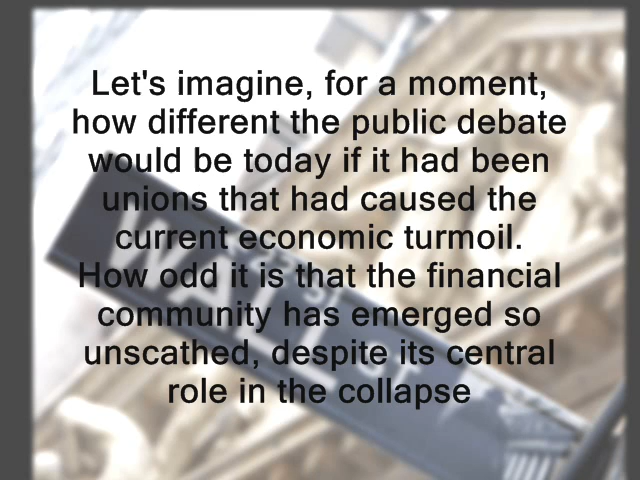 Let's imagine, for a moment,
how different the public debate
would be today if it had been
unions that had caused the
current economic turmoil.
How odd it is that the financial
community has emerged so
unscathed, despite its central
role in the collapse
WALL ST